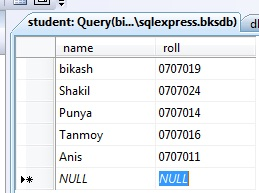 student: Query(bi...\sqlexpress.bksdb)
name roll
bikash 0707019
Shakil 0707024
Punya 0707014
Tanmoy 0707016
Anis 0707011
NULL NULL